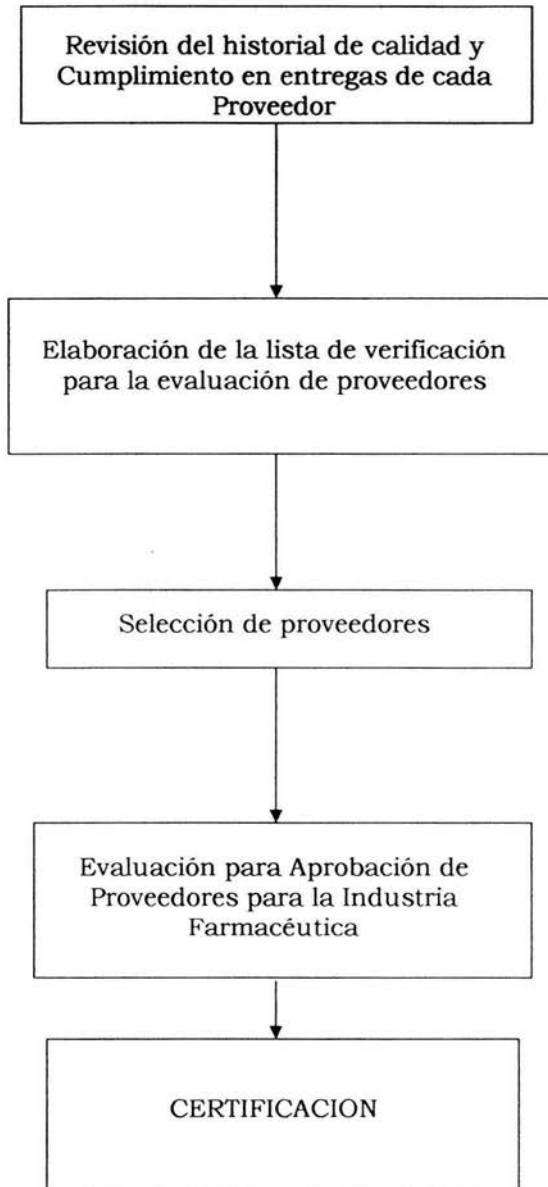 Revisión del historial de calidad y
Cumplimiento en entregas de cada
Proveedor
Elaboración de la lista de verificación
para la evaluación de proveedores
Selección de proveedores
Evaluación para Aprobación de
Proveedores para la Industria
Farmacéutica
CERTIFICACION